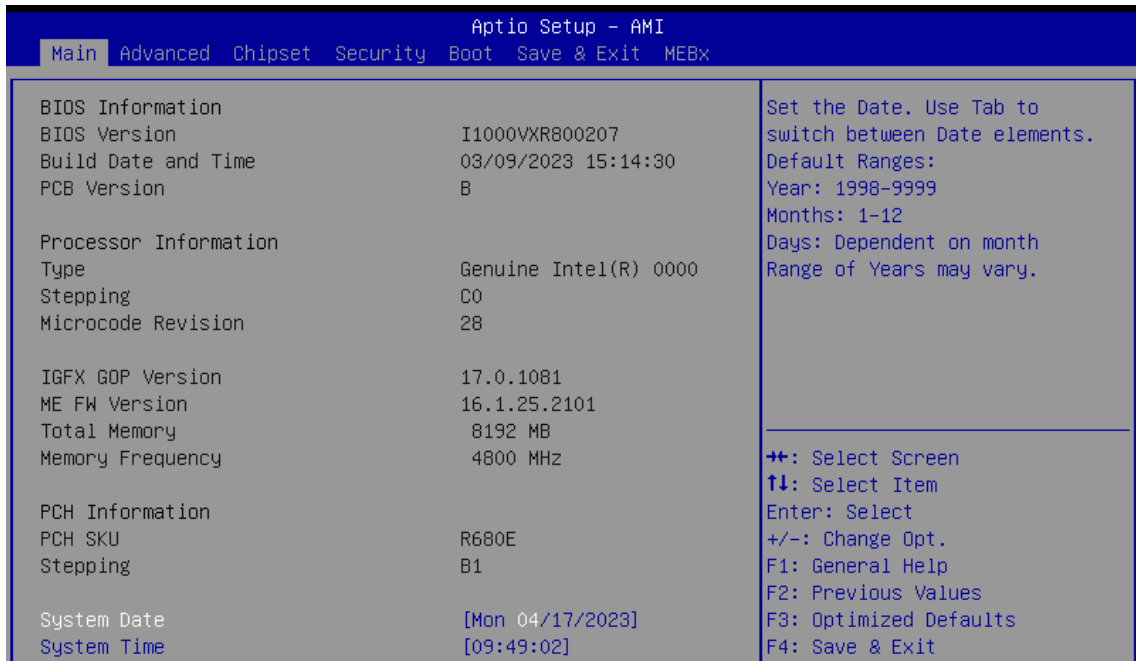 Aptio Setup – AMI
Main Advanced Chipset Security Boot Save & Exit MEBx
BIOS Information
BIOS Version I1000VXR800207
Build Date and Time 03/09/2023 15:14:30
PCB Version B
Processor Information
Type Genuine Intel(R) 0000
Stepping C0
Microcode Revision 28
IGFX GOP Version 17.0.1081
ME FW Version 16.1.25.2101
Total Memory 8192 MB
Memory Frequency 4800 MHz
PCH Information
PCH SKU R680E
Stepping B1
System Date [Mon 04/17/2023]
System Time [09:49:02]
Set the Date. Use Tab to
switch between Date elements.
Default Ranges:
Year: 1998-9999
Months: 1-12
Days: Dependent on month
Range of Years may vary.
→←: Select Screen
↑↓: Select Item
Enter: Select
+/-: Change Opt.
F1: General Help
F2: Previous Values
F3: Optimized Defaults
F4: Save & Exit